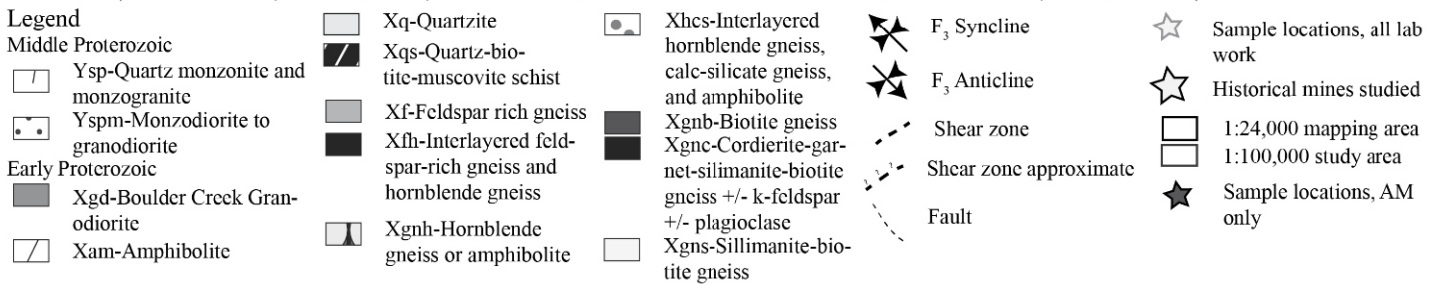 Legend
Middle Proterozoic
Ysp-Quartz monzonite and
monzogranite
Yspm-Monzodiorite to
granodiorite
Early Proterozoic
Xgd-Boulder Creek Gran-
odiorite
Xam-Amphibolite
Xq-Quartzite
Xqs-Quartz-bio-
tite-muscovite schist
Xf-Feldspar rich gneiss
Xfh-Interlayered feld-
spar-rich gneiss and
hornblende gneiss
Xgnh-Hornblende
gneiss or amphibolite
Xhcs-Interlayered
hornblende gneiss,
calc-silicate gneiss,
and amphibolite
Xgnb-Biotite gneiss
Xgnc-Cordierite-gar-
net-silimanite-biotite
gniess +/- k-feldspar
+/- plagioclase
Xgns-Sillimanite-bio-
tite gneiss
F3 Syncline
F3 Anticline
Shear zone
? ? ? Shear zone approximate
Fault
Sample locations, all lab
work
Historical mines studied
1:24,000 mapping area
1:100,000 study area
Sample locations, AM
only